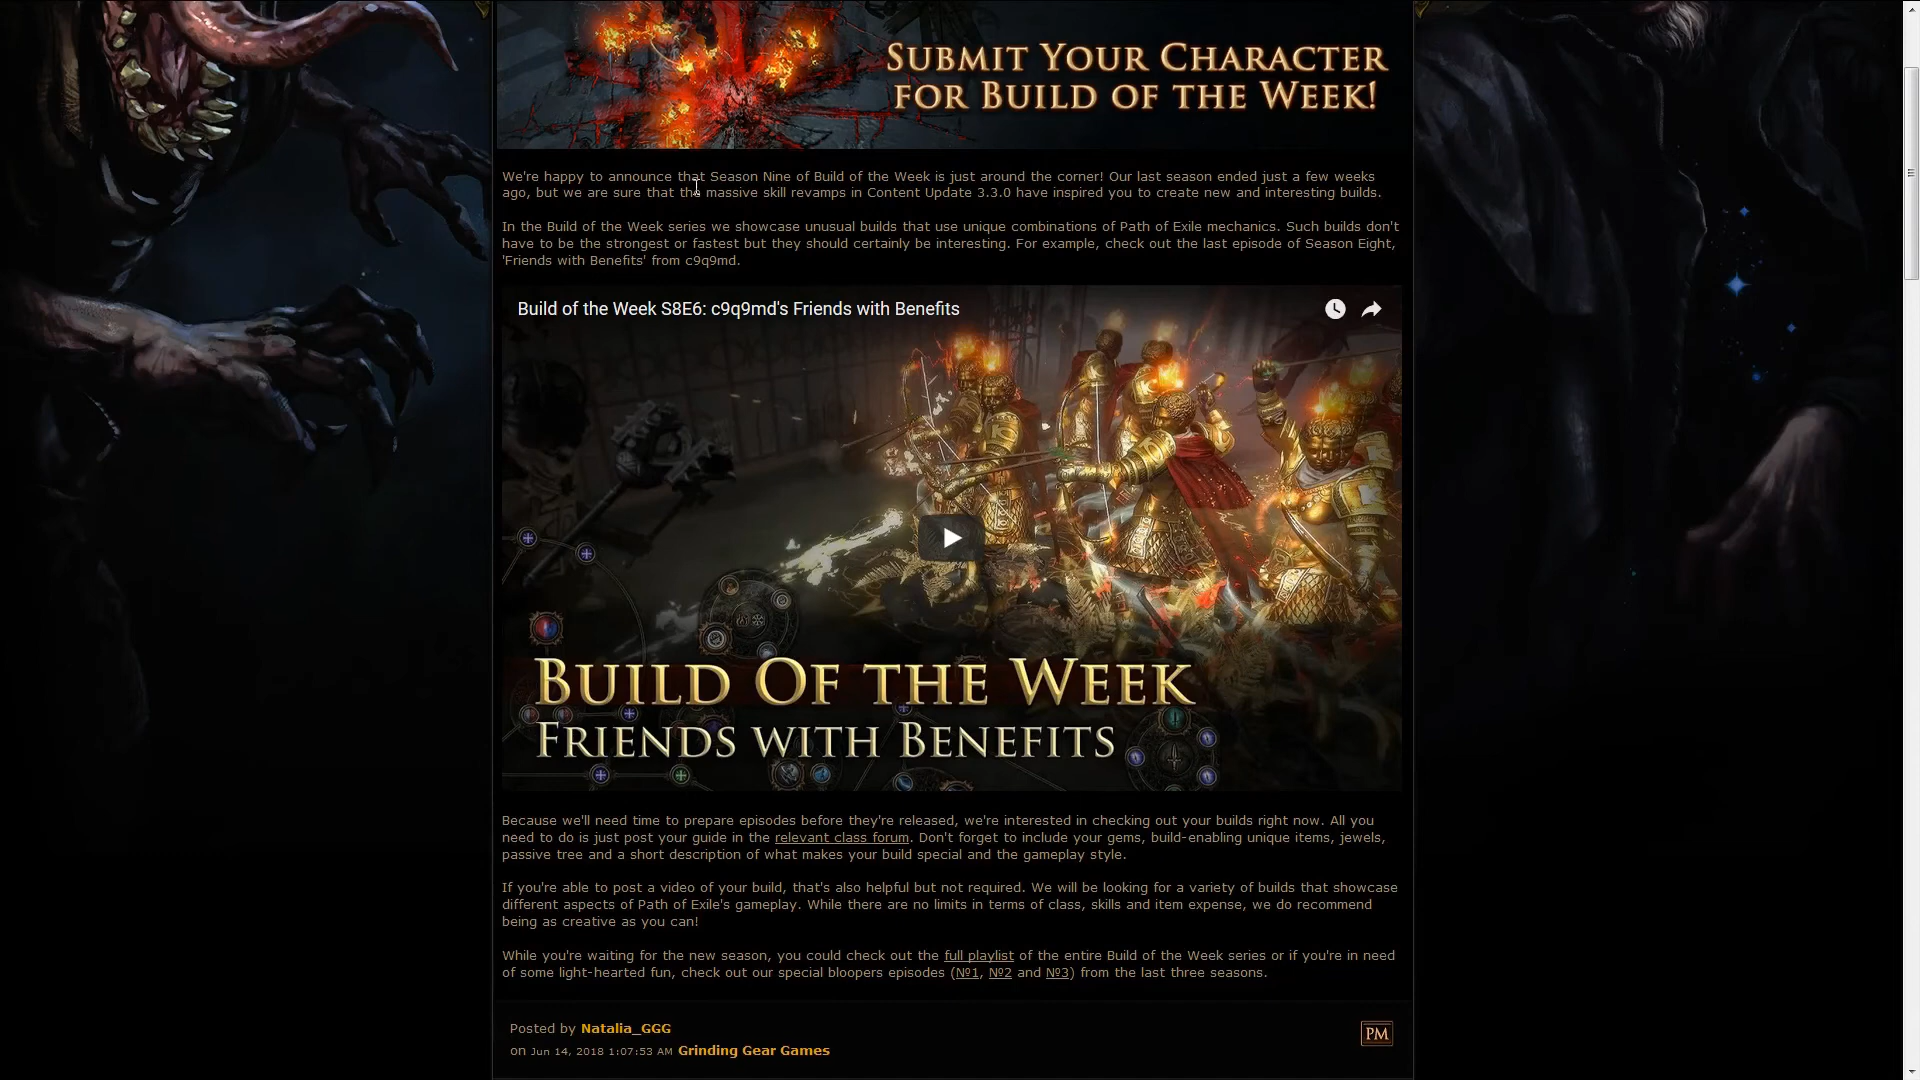 SUBMIT YOUR CHARACTER
FOR BUILD OF THE WEEK!
We're happy to announce that Season Nine of Build of the Week is just around the corner! Our last season ended just a few weeks
ago, but we are sure that the massive skill revamps in Content Update 3.3.0 have inspired you to create new and interesting builds.
In the Build of the Week series we showcase unusual builds that use unique combinations of Path of Exile mechanics. Such builds don't
have to be the strongest or fastest but they should certainly be interesting. For example, check out the last episode of Season Eight,
'Friends with Benefits' from c9q9md.
Build of the Week S8E6: c9q9md's Friends with Benefits
BUILD OF THE WEEK
FRIENDS WITH BENEFITS
Because we'll need time to prepare episodes before they're released, we're interested in checking out your builds right now. All you
need to do is just post your guide in the relevant class forum. Don't forget to include your gems, build-enabling unique items, jewels,
passive tree and a short description of what makes your build special and the gameplay style.
If you're able to post a video of your build, that's also helpful but not required. We will be looking for a variety of builds that showcase
different aspects of Path of Exile's gameplay. While there are no limits in terms of class, skills and item expense, we do recommend
being as creative as you can!
While you're waiting for the new season, you could check out the full playlist of the entire Build of the Week series or if you're in need
of some light-hearted fun, check out our special bloopers episodes (№1, №2 and №3) from the last three seasons.
Posted by Natalia_GGG
PM
on Jun 14, 2018 1:07:53 AM Grinding Gear Games